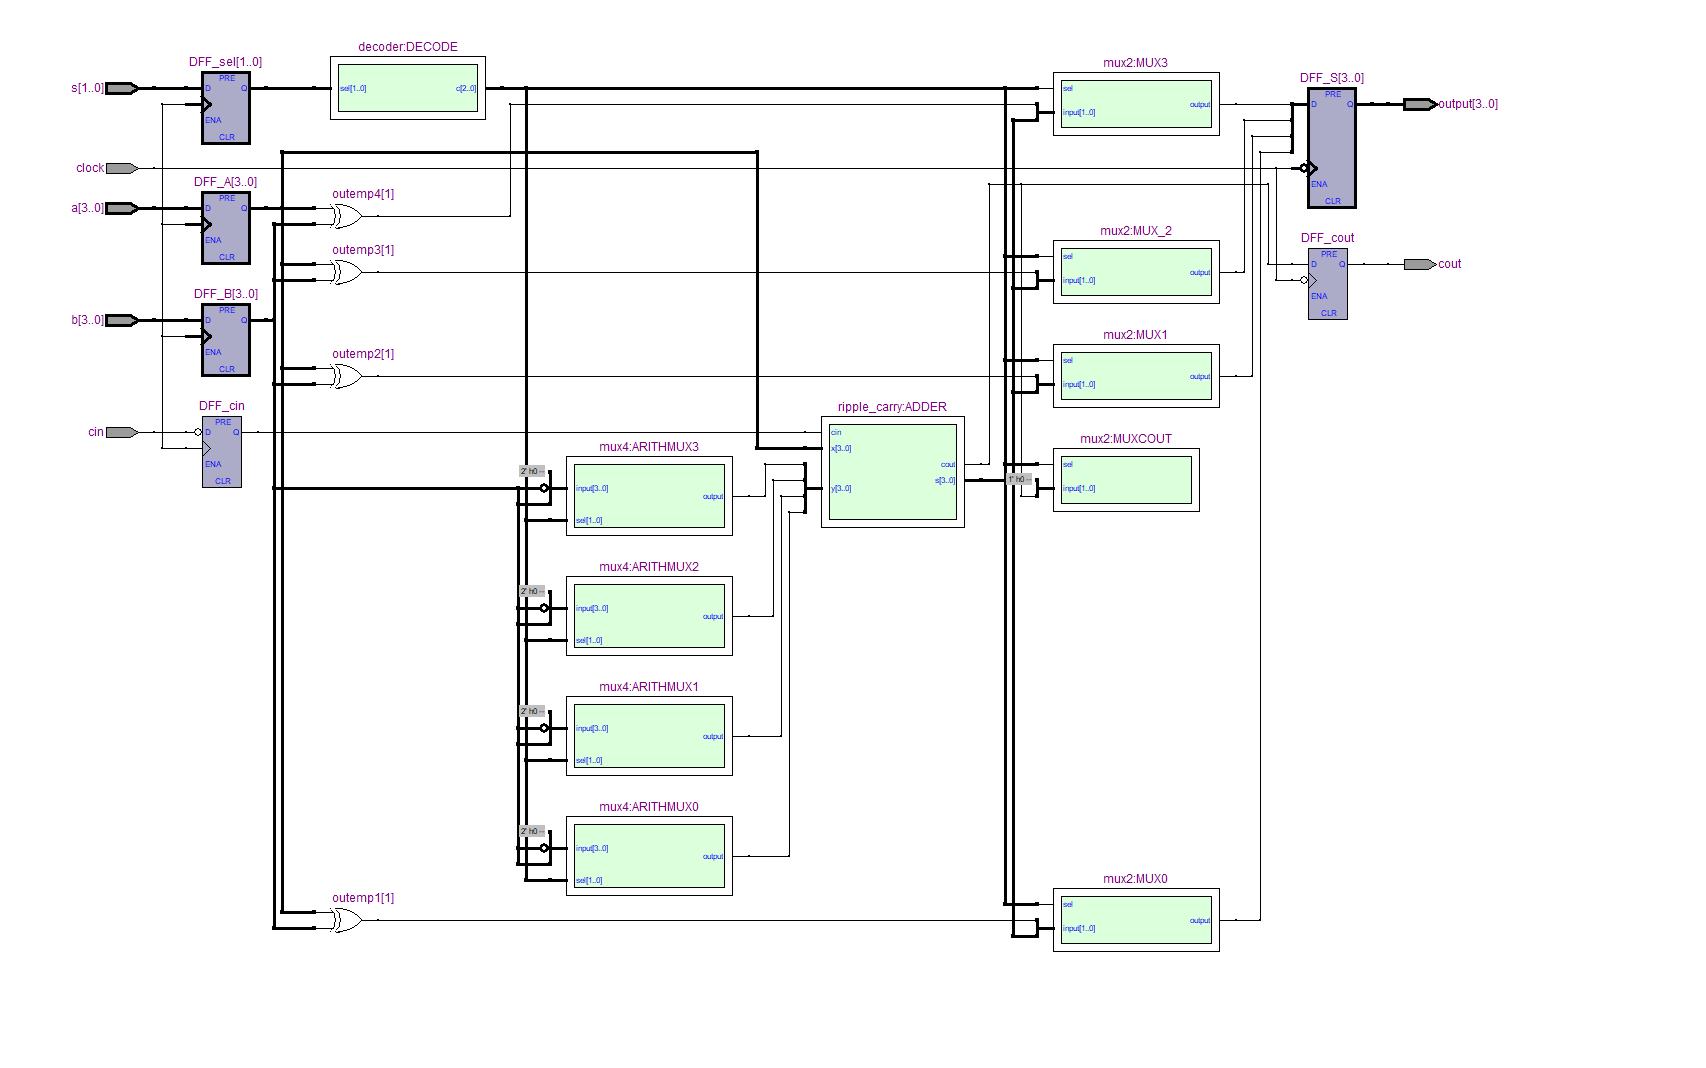 s[1..0]
clock
a[3..0]
b[3..0]
cin
DFF_sel[1..0]
PRE
D
Q
ENA
CLR
DFF_A[3..0]
PRE
D
Q
ENA
CLR
DFF_B[3..0]
PRE
D
Q
ENA
CLR
DFF_cin
PRE
D
Q
ENA
CLR
decoder:DECODE
sel[1..0]
c[2..0]
outemp4[1]
outemp3[1]
outemp2[1]
outemp1[1]
mux4:ARITHMUX3
2' h0 --
input[3..0]
output
sel[1..0]
mux4:ARITHMUX2
2' h0 --
input[3..0]
output
sel[1..0]
mux4:ARITHMUX1
2' h0 --
input[3..0]
output
sel[1..0]
mux4:ARITHMUX0
2' h0 --
input[3..0]
output
sel[1..0]
ripple_carry:ADDER
cin
x[3..0]
cout
s[3..0]
y[3..0]
mux2:MUX3
sel
output
input[1..0]
mux2:MUX_2
sel
output
input[1..0]
mux2:MUX1
sel
output
input[1..0]
mux2:MUXCOUT
sel
1' h0 --
input[1..0]
mux2:MUX0
sel
output
input[1..0]
DFF_S[3..0]
PRE
D
Q
ENA
CLR
DFF_cout
PRE
D
Q
ENA
CLR
output[3..0]
cout